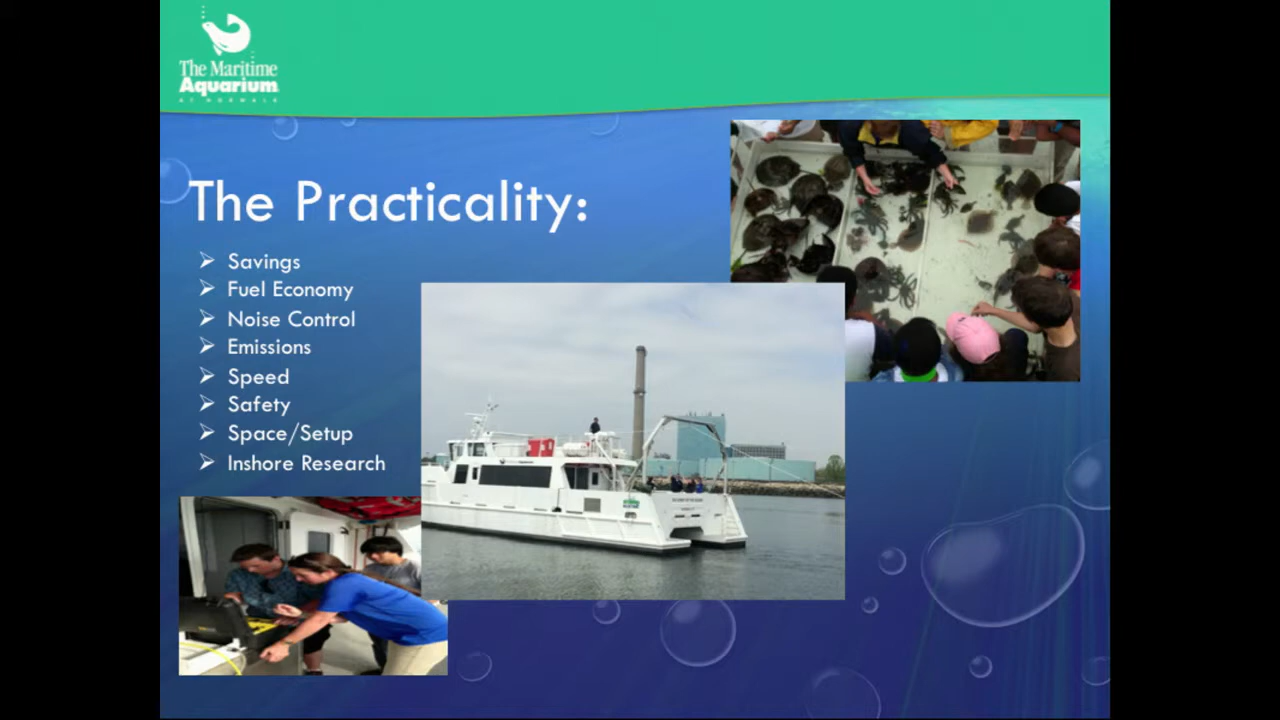 The Maritime
Aquarium
AT NORWALK
The Practicality:
Savings
Fuel Economy
Noise Control
Emissions
Speed
Safety
Space/Setup
Inshore Research